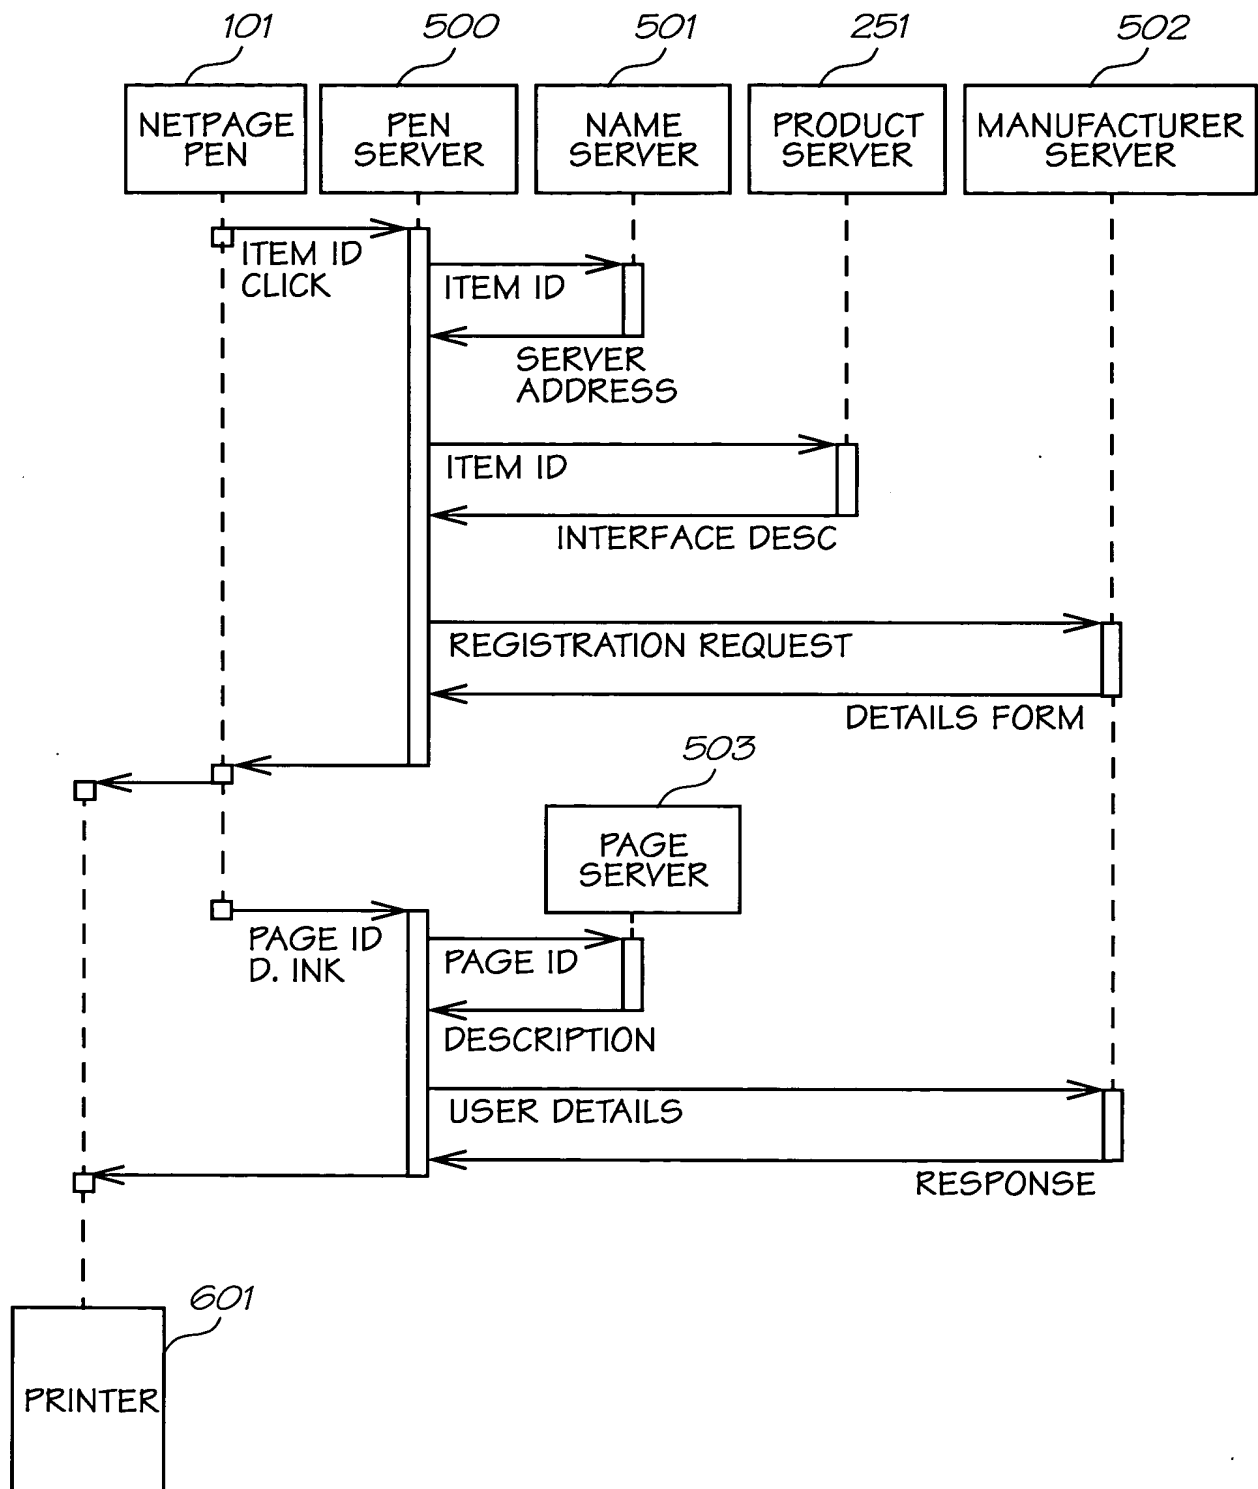 101
500
501
251
502
NETPAGE
PEN
PEN
SERVER
NAME
SERVER
PRODUCT
SERVER
MANUFACTURER
SERVER
ITEM ID
CLICK
ITEM ID
SERVER
ADDRESS
ITEM ID
INTERFACE DESC
REGISTRATION REQUEST
DETAILS FORM
503
PAGE
SERVER
PAGE ID
D. INK
PAGE ID
DESCRIPTION
USER DETAILS
RESPONSE
601
PRINTER